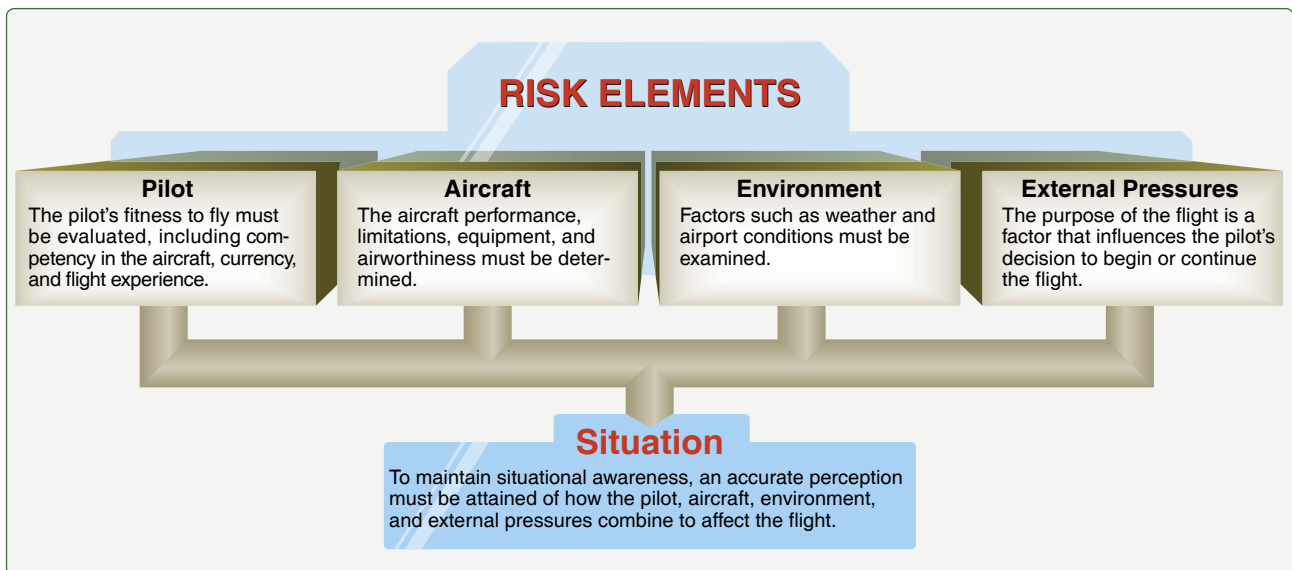 RISK ELEMENTS
Pilot
The pilot's fitness to fly must
be evaluated, including com-
petency in the aircraft, currency,
and flight experience.
Aircraft
The aircraft performance,
limitations, equipment, and
airworthiness must be deter-
mined.
Environment
Factors such as weather and
airport conditions must be
examined.
External Pressures
The purpose of the flight is a
factor that influences the pilot's
decision to begin or continue
the flight.
Situation
To maintain situational awareness, an accurate perception
must be attained of how the pilot, aircraft, environment,
and external pressures combine to affect the flight.